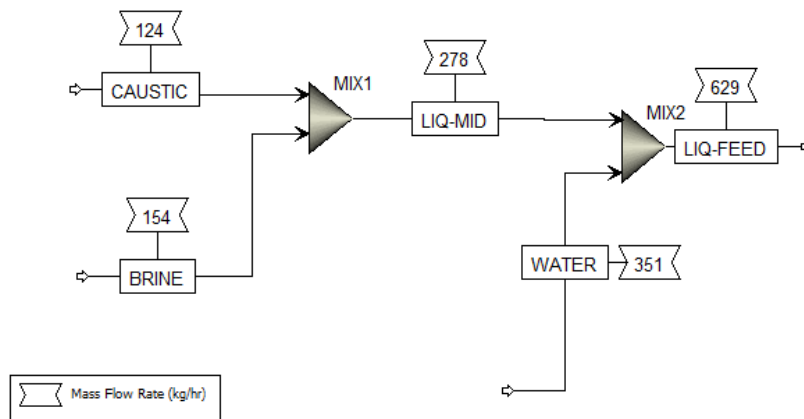 124
CAUSTIC
MIX1
278
LIQ-MID
MIX2
629
LIQ-FEED
154
BRINE
WATER
351
Mass Flow Rate (kg/hr)